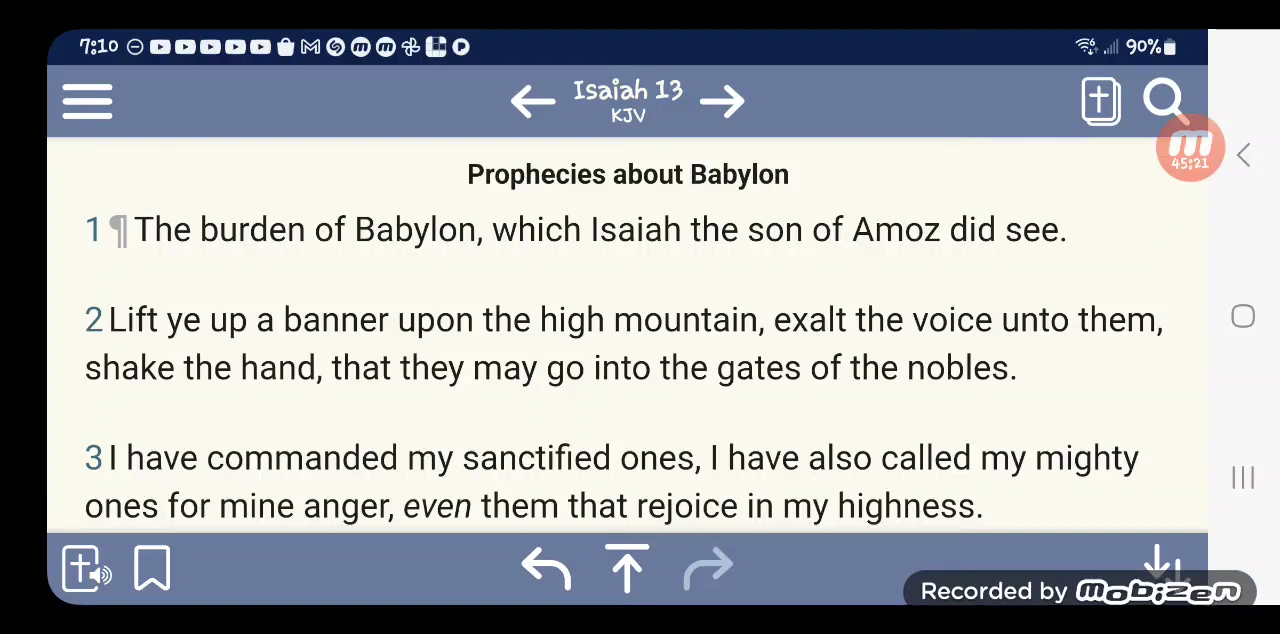 7:10 90%
Isaiah 13
KJV
45:21
Prophecies about Babylon
1 ¶ The burden of Babylon, which Isaiah the son of Amoz did see.
2 Lift ye up a banner upon the high mountain, exalt the voice unto them,
shake the hand, that they may go into the gates of the nobles.
3 I have commanded my sanctified ones, I have also called my mighty
ones for mine anger, even them that rejoice in my highness.
Recorded by mobizen